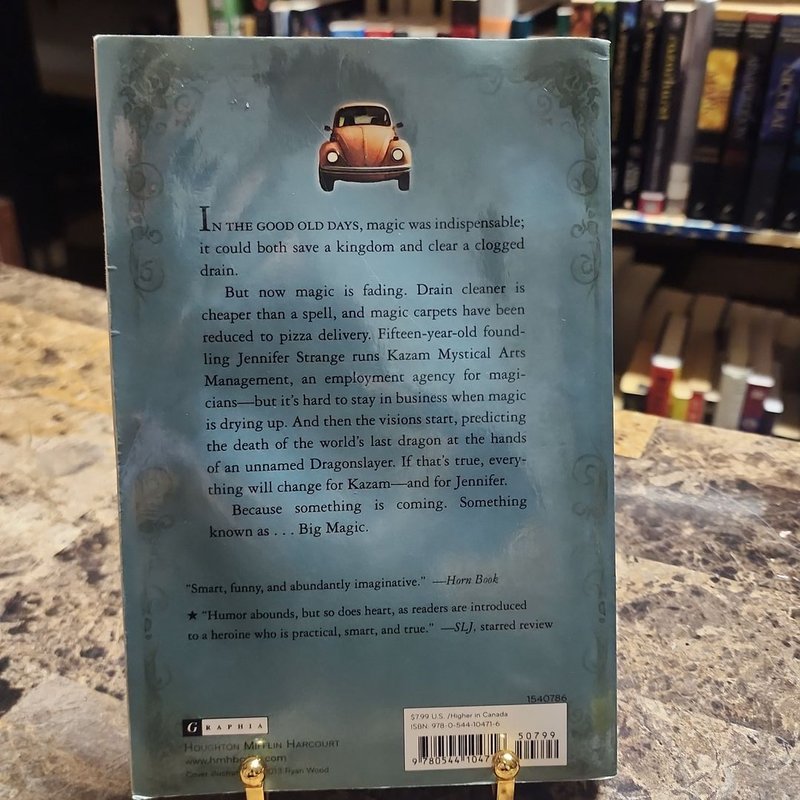 IN THE GOOD OLD DAYS, magic was indispensable;
it could both save a kingdom and clear a clogged
drain.
But now magic is fading. Drain cleaner is
cheaper than a spell, and magic carpets have been
reduced to pizza delivery. Fifteen-year-old found-
ling Jennifer Strange runs Kazam Mystical Arts
Management, an employment agency for magi-
cians—but it's hard to stay in business when magic
is drying up. And then the visions start, predicting
the death of the world's last dragon at the hands
of an unnamed Dragonslayer. If that's true, every-
thing will change for Kazam—and for Jennifer.
Because something is coming. Something
known as . . . Big Magic.
"Smart, funny, and abundantly imaginative." —Horn Book
★ "Humor abounds, but so does heart, as readers are introduced
to a heroine who is practical, smart, and true." —SLJ, starred review
1540786
$7.99 U.S./Higher in Canada
ISBN: 978-0-544-10471-6
50799
9 780544 1047
G GRAPHIA
HOUGHTON MIFFLIN HARCOURT
Cover 2013 Ryan Wood